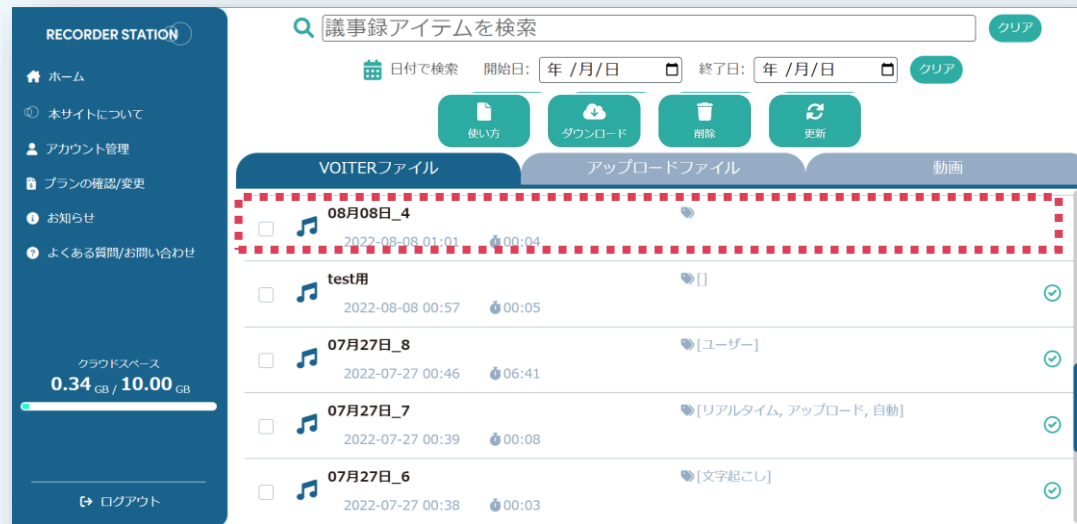 RECORDER STATION
ホーム
本サイトについて
アカウント管理
プランの確認/変更
お知らせ
よくある質問/お問い合わせ
クラウドスペース
0.34 GB / 10.00 GB
ログアウト
議事録アイテムを検索 クリア
日付で検索 開始日: 年 /月/日 終了日: 年 /月/日 クリア
使い方 ダウンロード 削除 更新
VOITERファイル アップロードファイル 動画
08月08日_4
2022-08-08 01:01 00:04
test用 []
2022-08-08 00:57 00:05
07月27日_8 [ユーザー]
2022-07-27 00:46 06:41
07月27日_7 [リアルタイム, アップロード, 自動]
2022-07-27 00:39 00:08
07月27日_6 [文字起こし]
2022-07-27 00:38 00:03